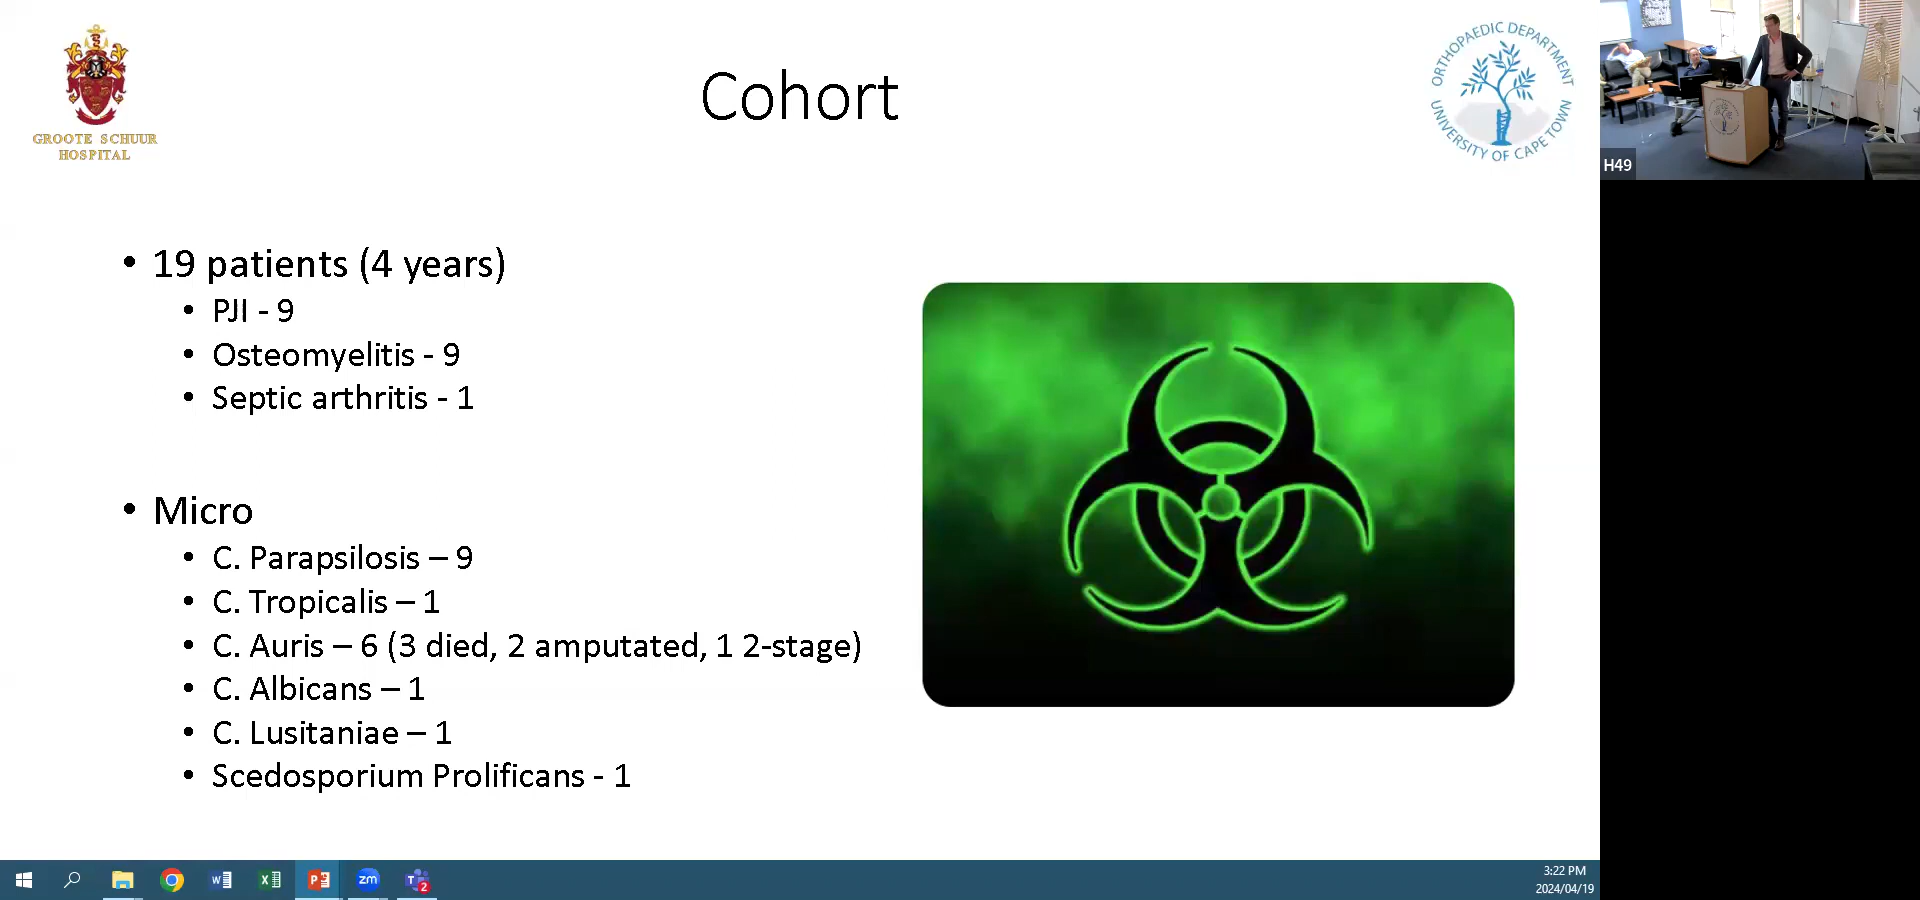 GROOTE SCHUUR
HOSPITAL
Cohort
ORTHOPAEDIC DEPARTMENT
UNIVERSITY OF CAPE TOWN
H49
• 19 patients (4 years)
• PJI - 9
• Osteomyelitis - 9
• Septic arthritis - 1
• Micro
• C. Parapsilosis – 9
• C. Tropicalis – 1
• C. Auris – 6 (3 died, 2 amputated, 1 2-stage)
• C. Albicans – 1
• C. Lusitaniae – 1
• Scedosporium Prolificans - 1
zm
2
3:22 PM
2024/04/19